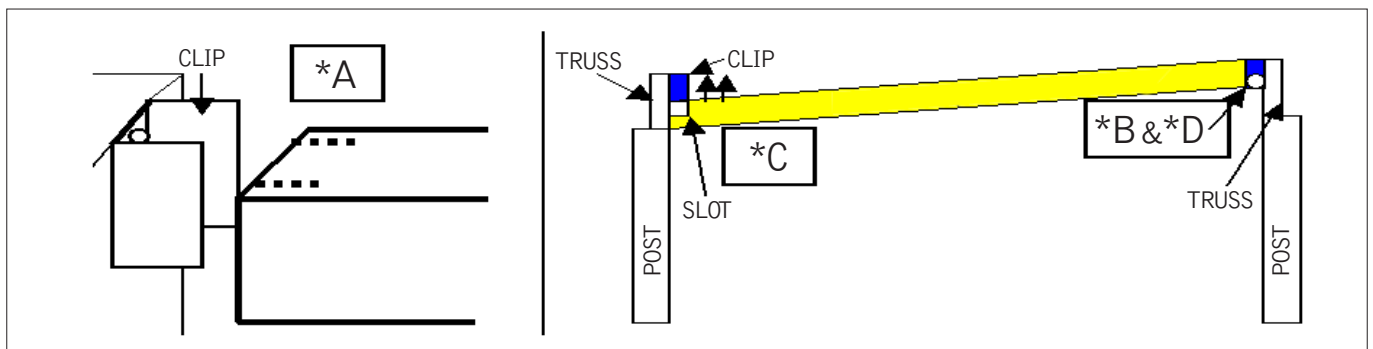 CLIP
*A
TRUSS
CLIP
*C
SLOT
*B & *D
TRUSS
POST
POST